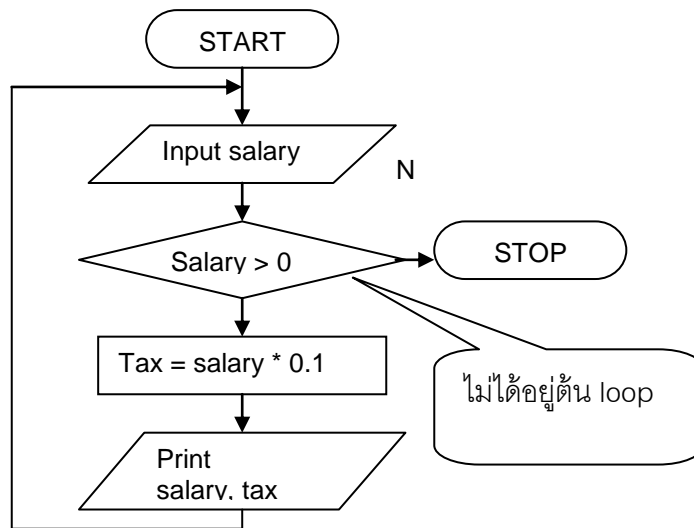 START
Input salary
N
Salary > 0
STOP
Tax = salary * 0.1
ไม่ได้อยู่ต้น loop
Print
salary, tax